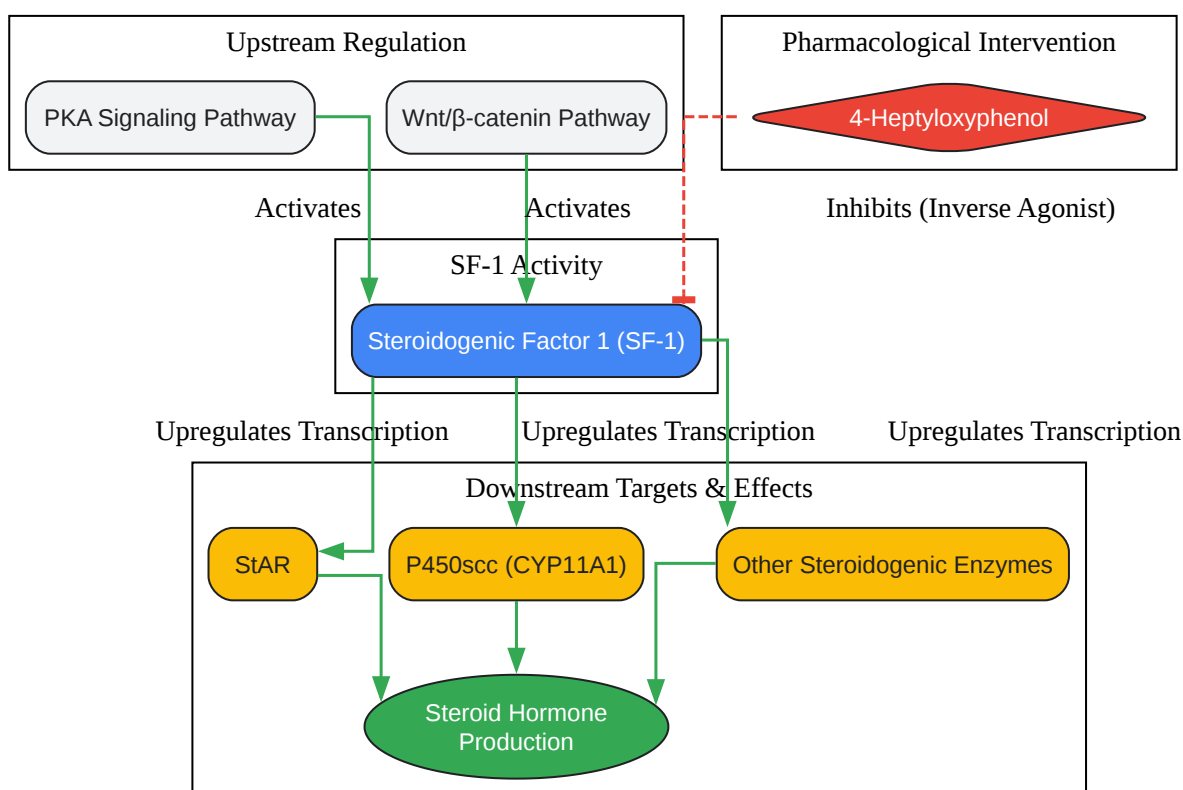 Upstream Regulation
Pharmacological Intervention
PKA Signaling Pathway
Wnt/β-catenin Pathway
4-Heptyloxyphenol
Activates
Activates
Inhibits (Inverse Agonist)
SF-1 Activity
Steroidogenic Factor 1 (SF-1)
Upregulates Transcription
Upregulates Transcription
Upregulates Transcription
Downstream Targets & Effects
StAR
P450scc (CYP11A1)
Other Steroidogenic Enzymes
Steroid Hormone
Production